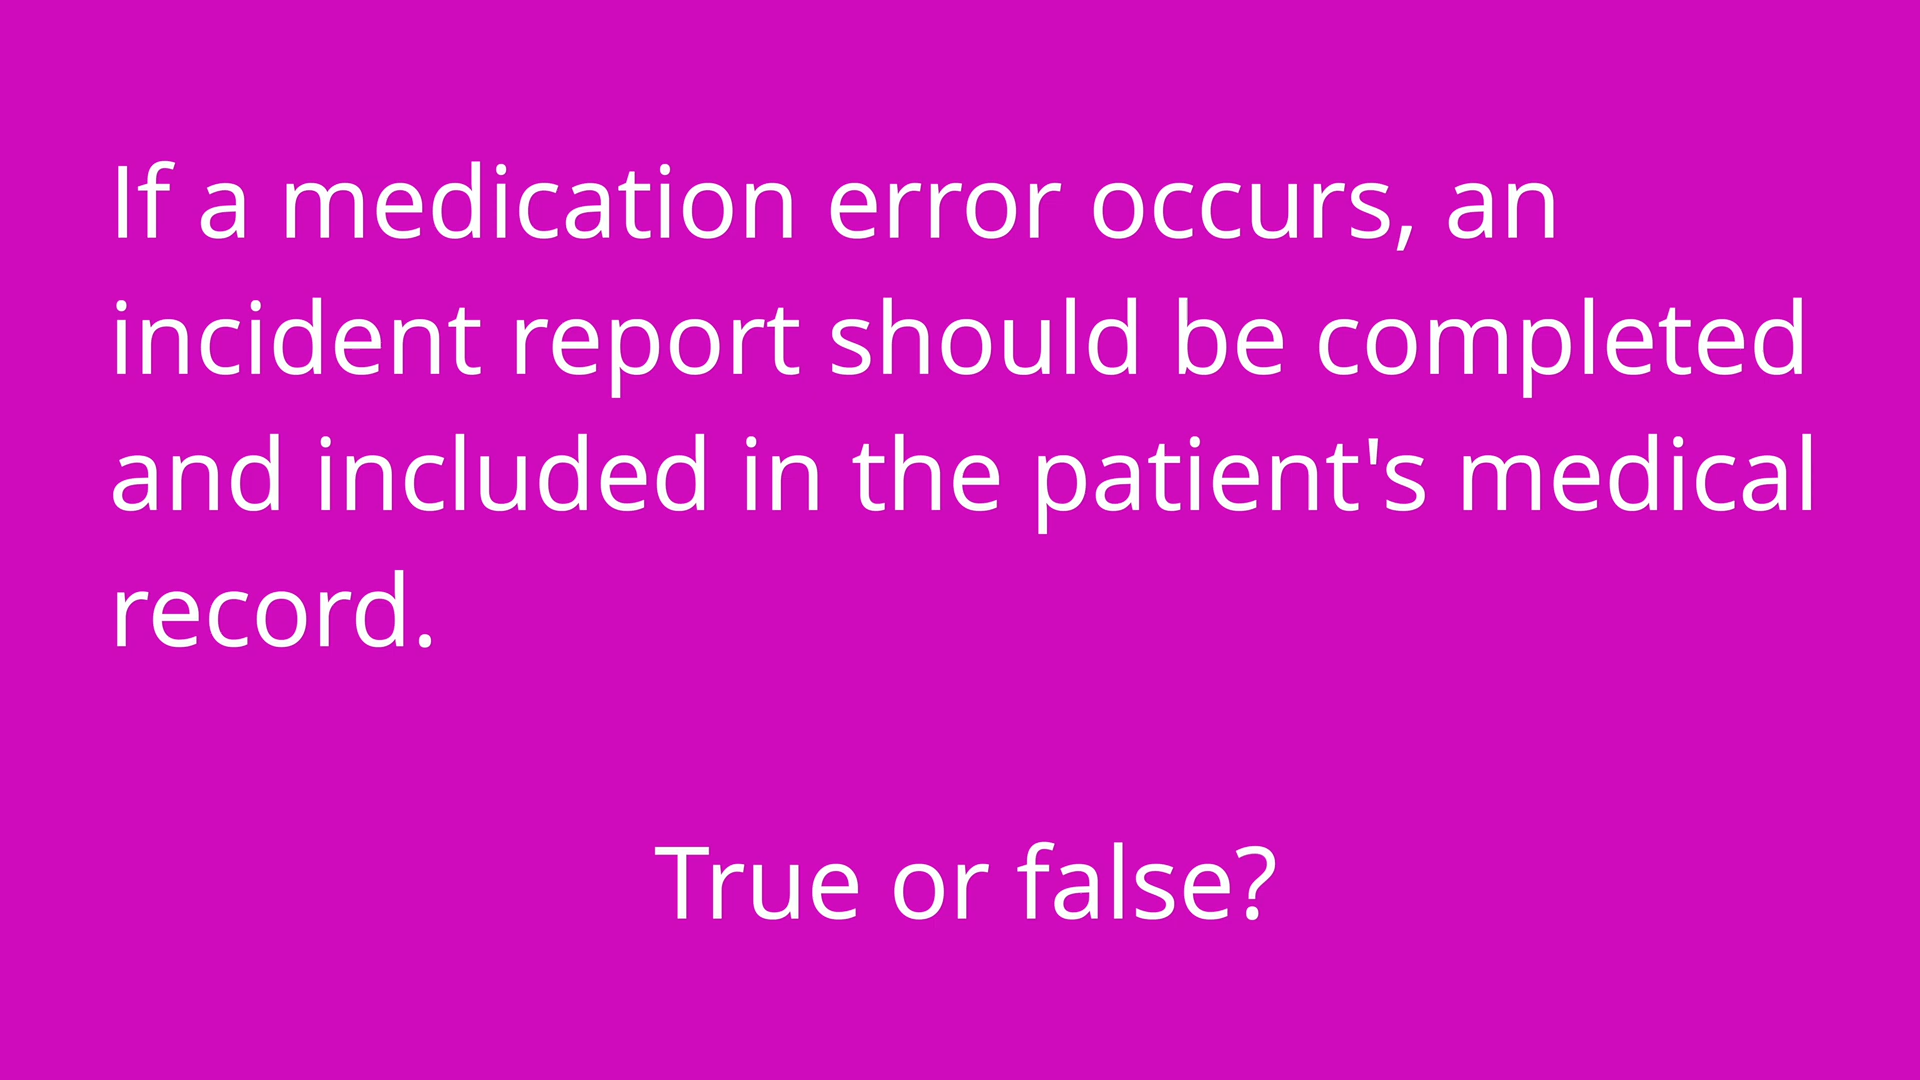 If a medication error occurs, an
incident report should be completed
and included in the patient's medical
record.
True or false?